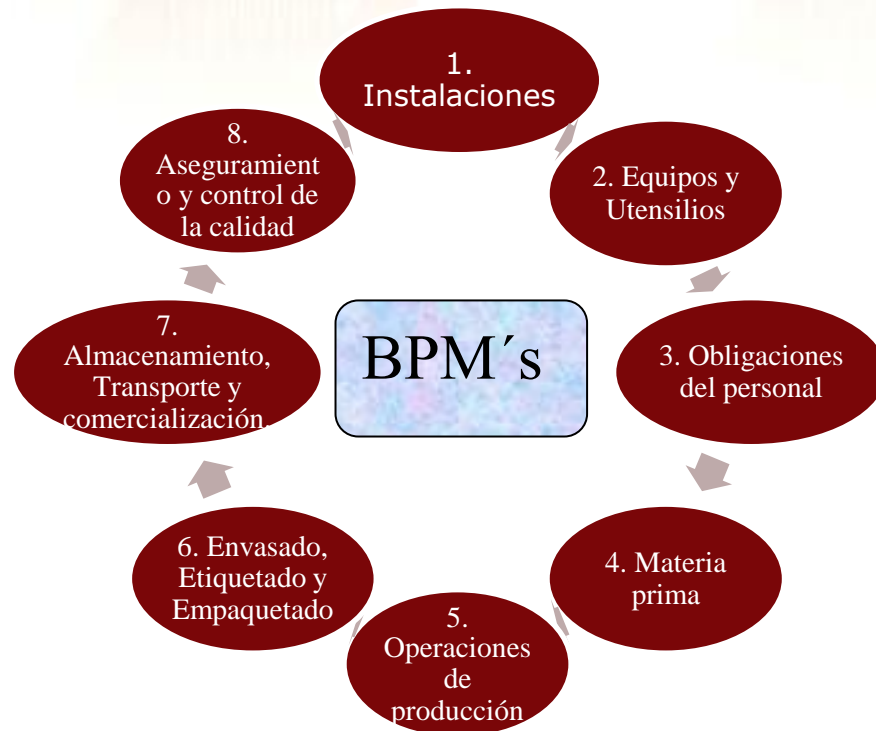 1.
Instalaciones
2. Equipos y
Utensilios
3. Obligaciones
del personal
4. Materia
prima
5.
Operaciones
de
producción
6. Envasado,
Etiquetado y
Empaquetado
7.
Almacenamiento,
Transporte y
comercialización.
8.
Aseguramient
o y control de
la calidad
BPM´s